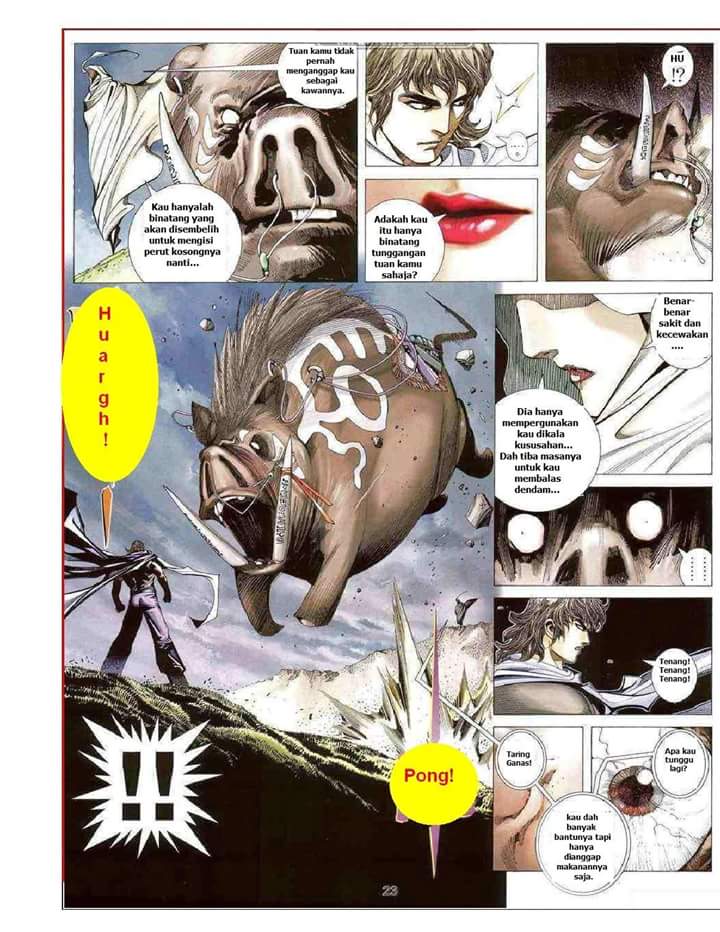 Tuan kamu tidak
pernah
menganggap kau
sebagai
kawannya.
Kau hanyalah
binatang yang
akan disembelih
untuk mengisi
perut kosongnya
nanti...
....
Adakah kau
itu hanya
binatang
tunggangan
tuan kamu
sahaja?
HÚ
!?
H
u
a
r
g
h
!
Benar-
benar
sakit dan
kecewakan
....
Dia hanya
mempergunakan
kau dikala
kususahan...
Dah tiba masanya
untuk kau
membalas
dendam...
Tenang!
Tenang!
Tenang!
Taring
Ganas!
Apa kau
tunggu
lagi?
kau dah
banyak
bantunya tapi
hanya
dianggap
makanannya
saja.
Pong!
!!
23